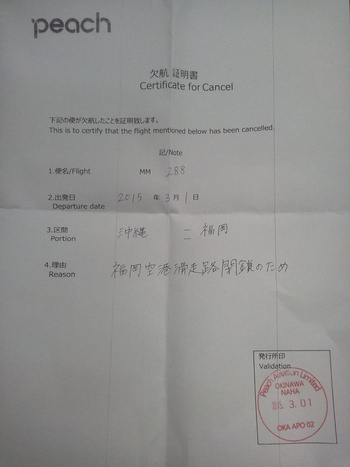 peach
欠航証明書
Certificate for Cancel
下記の便が欠航したことを証明致します。
This is to certify that the flight mentioned below has been cancelled.
記/Note
1.便名/Flight MM 288
2.出発日 2015 年 3 月 1 日
Departure date
3.区間 沖縄 = 福岡
Portion
4.理由 福岡空港滑走路閉鎖のため
Reason
発行所印
Validation
Peach Aviation Limited
OKINAWA
NAHA
3.01
OKA APO 02